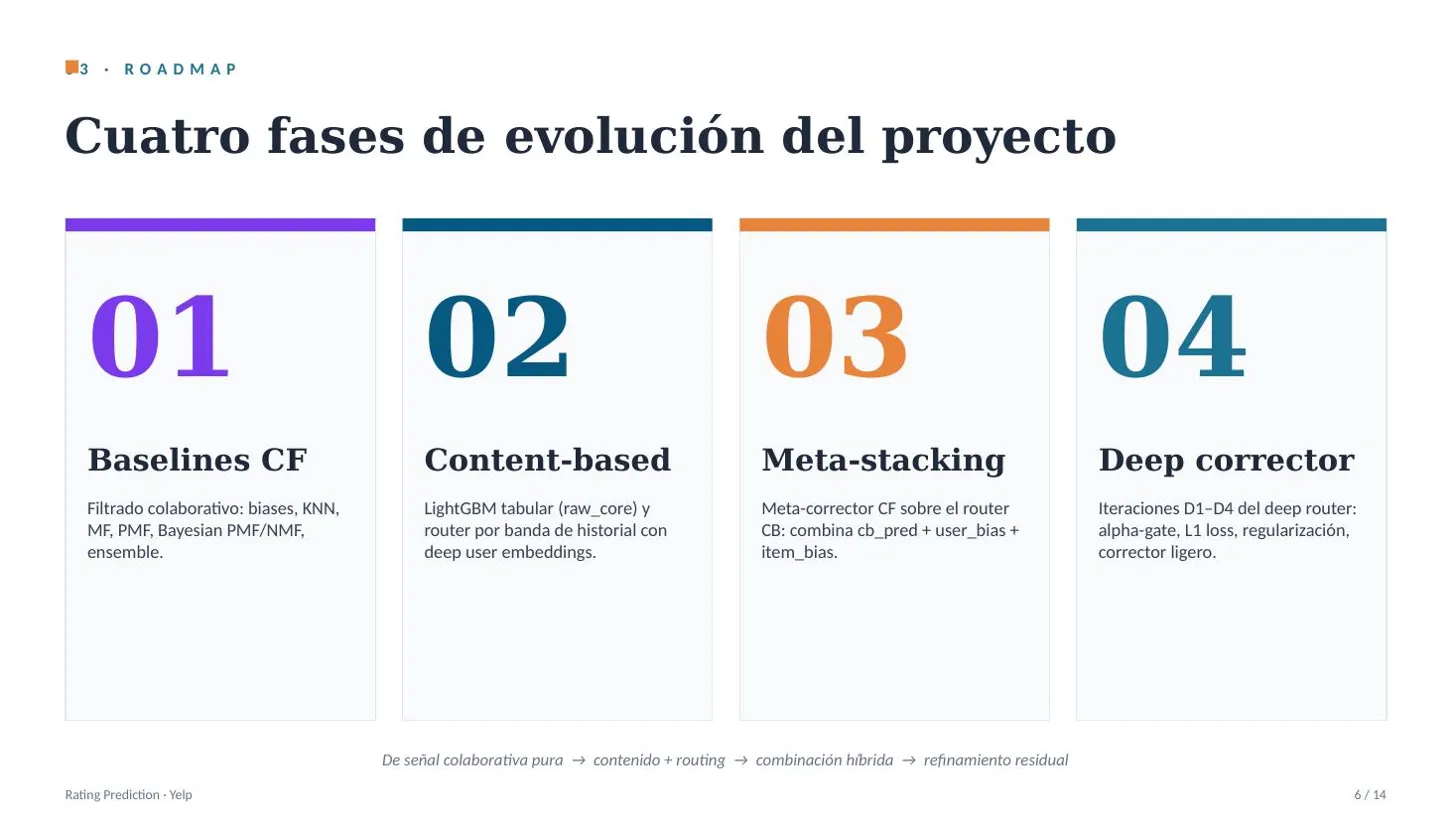 3 · ROADMAP
Cuatro fases de evolución del proyecto
01
Baselines CF
Filtrado colaborativo: biases, KNN,
MF, PMF, Bayesian PMF/NMF,
ensemble.
02
Content-based
LightGBM tabular (raw_core) y
router por banda de historial con
deep user embeddings.
03
Meta-stacking
Meta-corrector CF sobre el router
CB: combina cb_pred + user_bias +
item_bias.
04
Deep corrector
Iteraciones D1–D4 del deep router:
alpha-gate, L1 loss, regularización,
corrector ligero.
De señal colaborativa pura → contenido + routing → combinación híbrida → refinamiento residual
Rating Prediction · Yelp
6 / 14